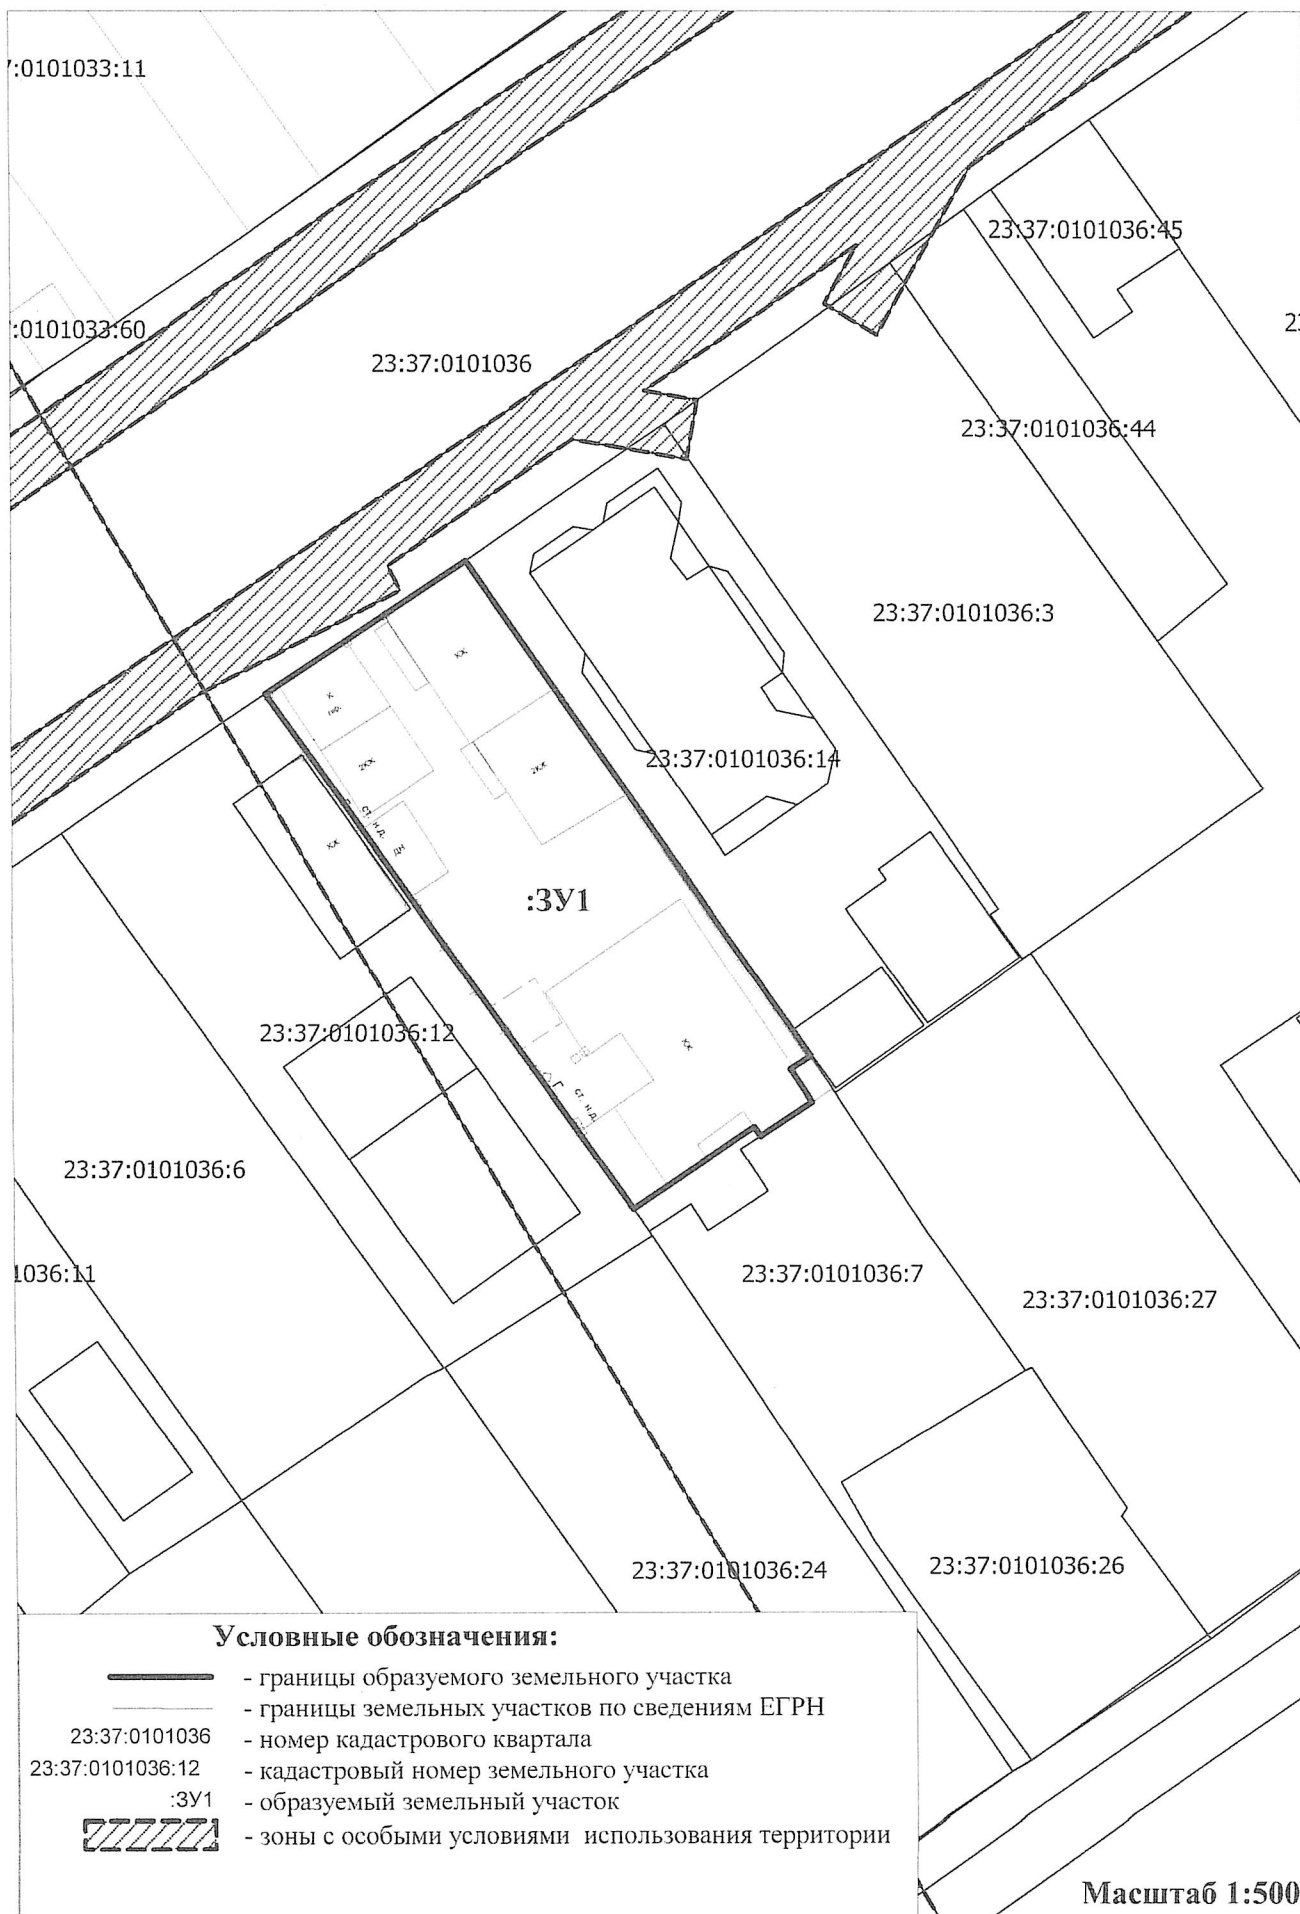 :0101033:11
23:37:0101036:45
:0101033:60
23:37:0101036
23:37:0101036:44
23:37:0101036:3
КЖ
К
2КЖ
2КЖ
23:37:0101036:14
ст. н.д.
КЖ
:ЗУ1
23:37:0101036:12
КЖ
Г
ст. н.д.
23:37:0101036:6
1036:11
23:37:0101036:7
23:37:0101036:27
23:37:0101036:24
23:37:0101036:26
Условные обозначения:
- границы образуемого земельного участка
- границы земельных участков по сведениям ЕГРН
23:37:0101036 - номер кадастрового квартала
23:37:0101036:12 - кадастровый номер земельного участка
:ЗУ1 - образуемый земельный участок
- зоны с особыми условиями использования территории
Масштаб 1:500